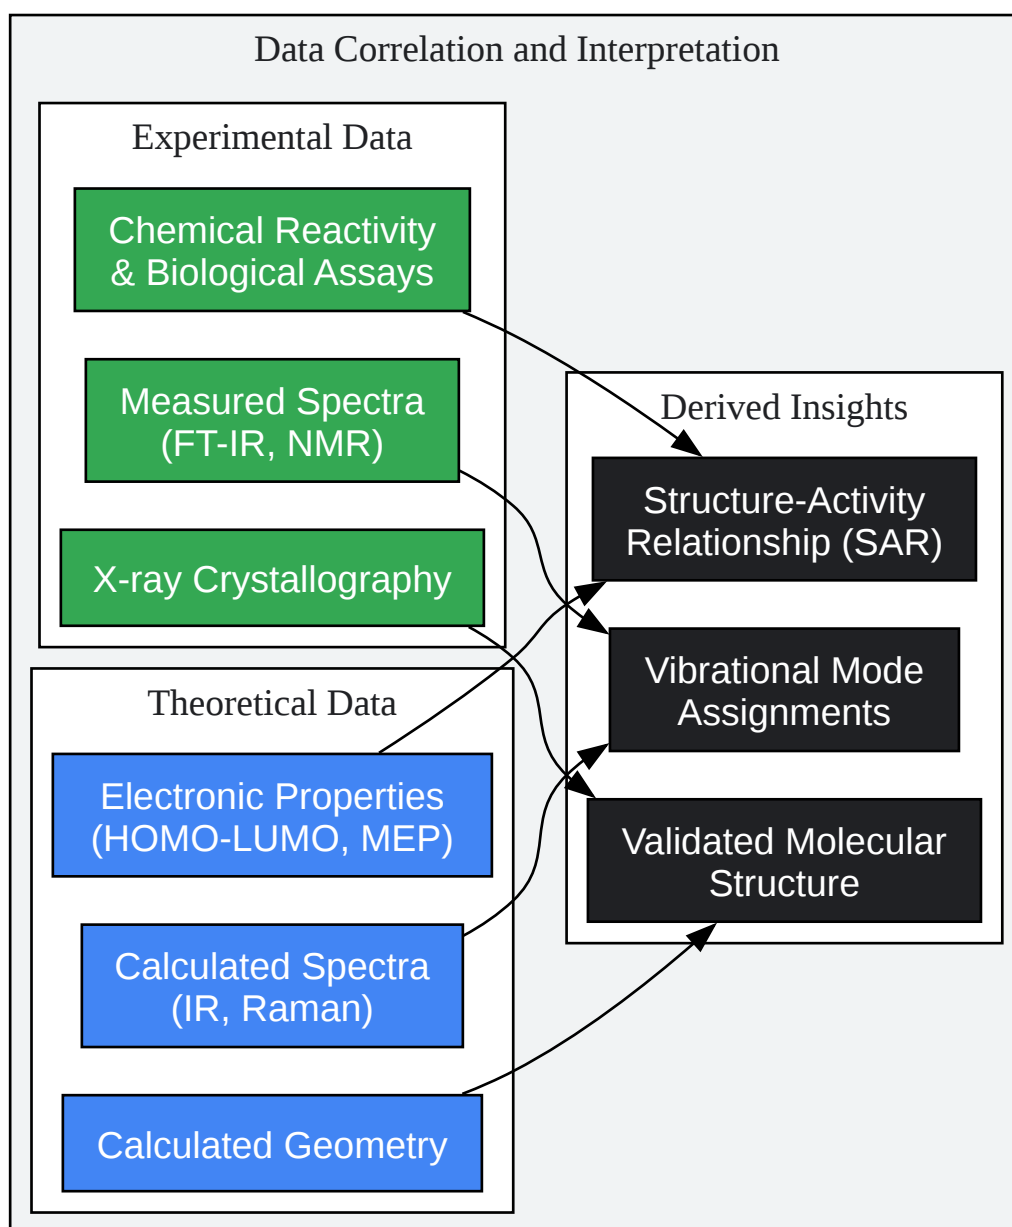 Data Correlation and Interpretation
Experimental Data
Chemical Reactivity
& Biological Assays
Measured Spectra
(FT-IR, NMR)
X-ray Crystallography
Theoretical Data
Electronic Properties
(HOMO-LUMO, MEP)
Calculated Spectra
(IR, Raman)
Calculated Geometry
Derived Insights
Structure-Activity
Relationship (SAR)
Vibrational Mode
Assignments
Validated Molecular
Structure